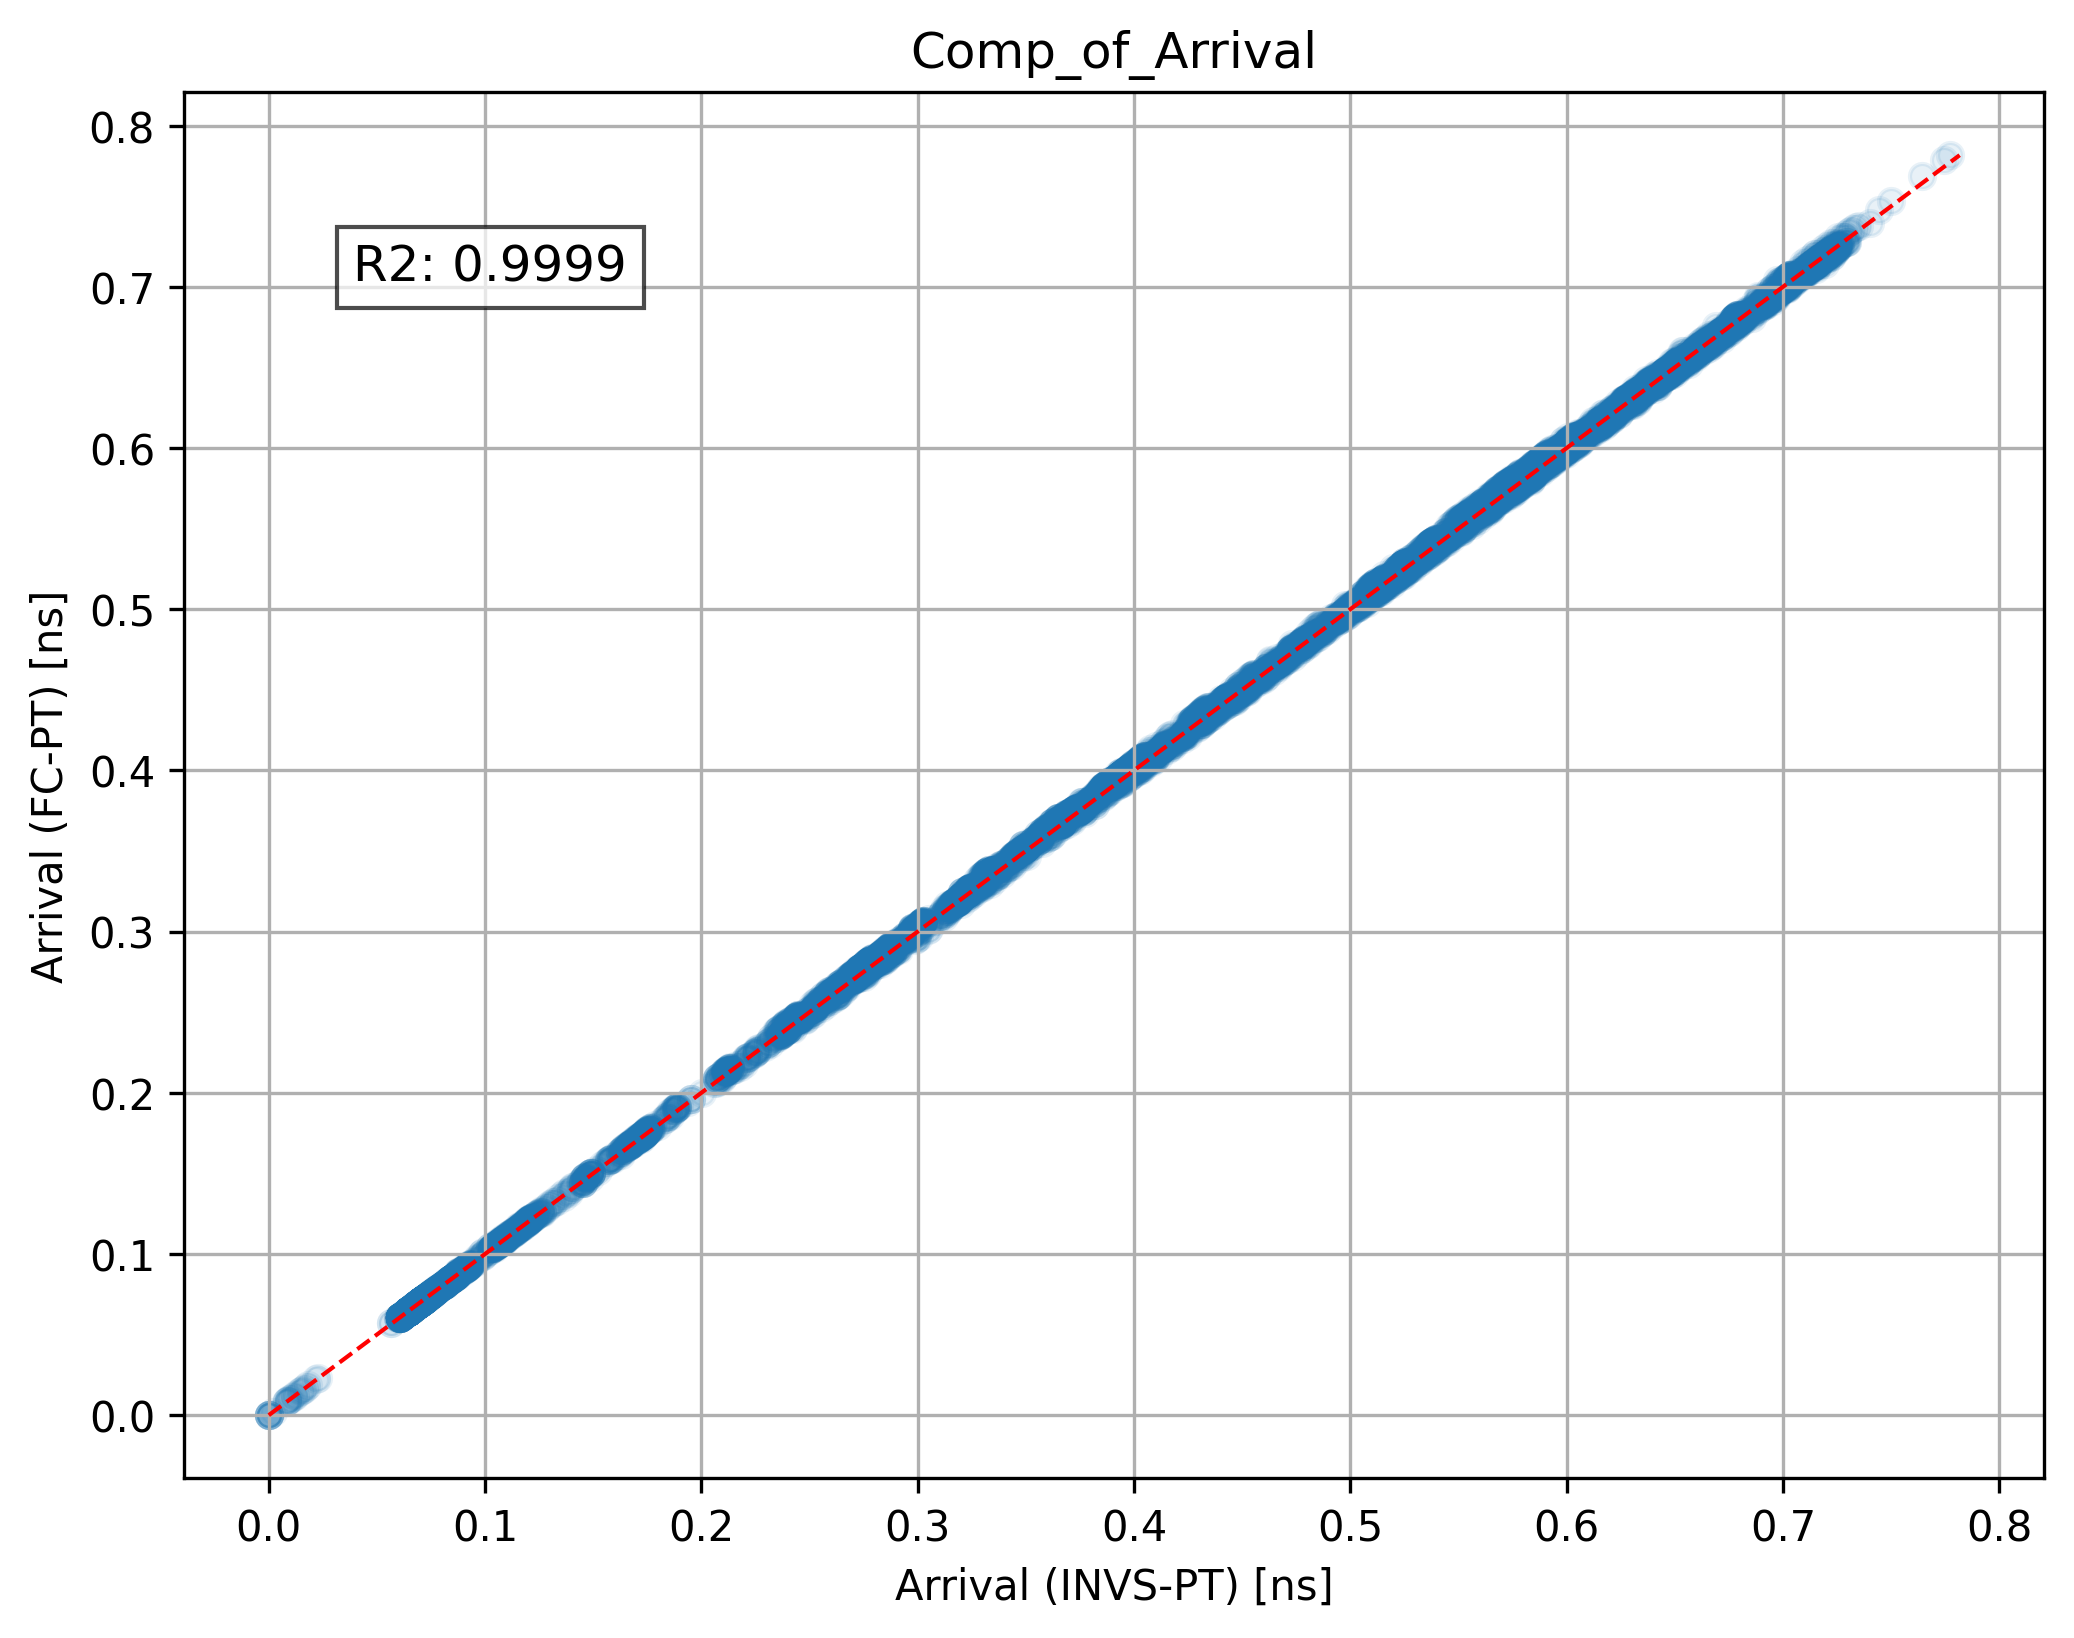 Comp_of_Arrival
R2: 0.9999
Arrival (FC-PT) [ns]
0.8
0.7
0.6
0.5
0.4
0.3
0.2
0.1
0.0
0.0 0.1 0.2 0.3 0.4 0.5 0.6 0.7 0.8
Arrival (INVS-PT) [ns]